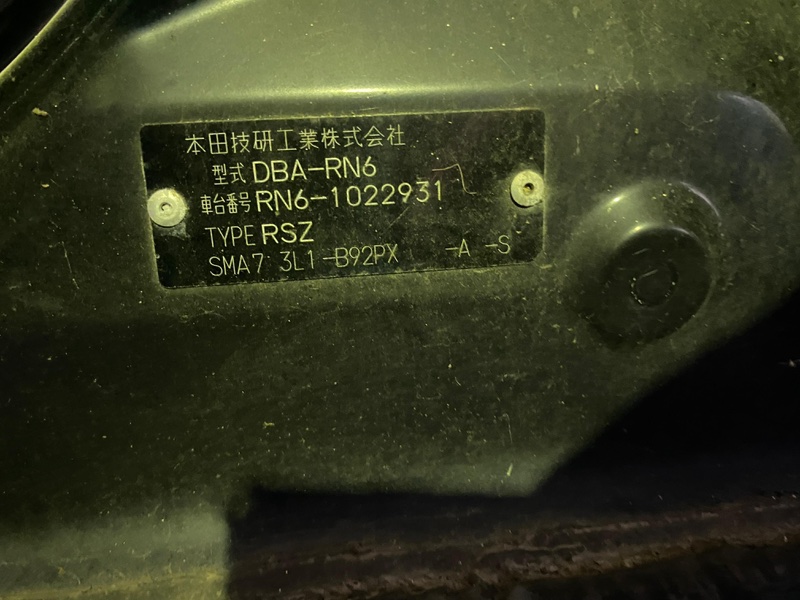 本田技研工業株式会社
型式 DBA-RN6
車台番号 RN6-1022931
TYPE RSZ
SMA7 3L1-B92PX -A -S